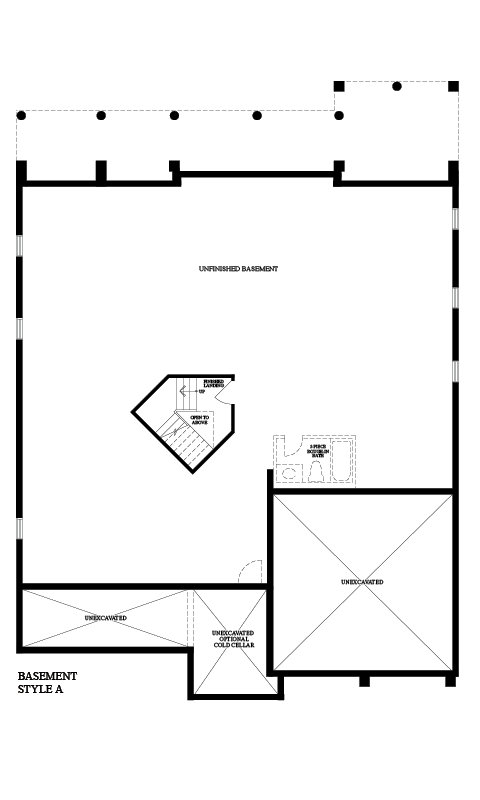 UNFINISHED BASEMENT
FINISHED
LANDING
UP
OPEN TO
ABOVE
3-PIECE
ROUGH-IN
BATH
UNEXCAVATED
UNEXCAVATED
UNEXCAVATED
OPTIONAL
COLD CELLAR
BASEMENT
STYLE A